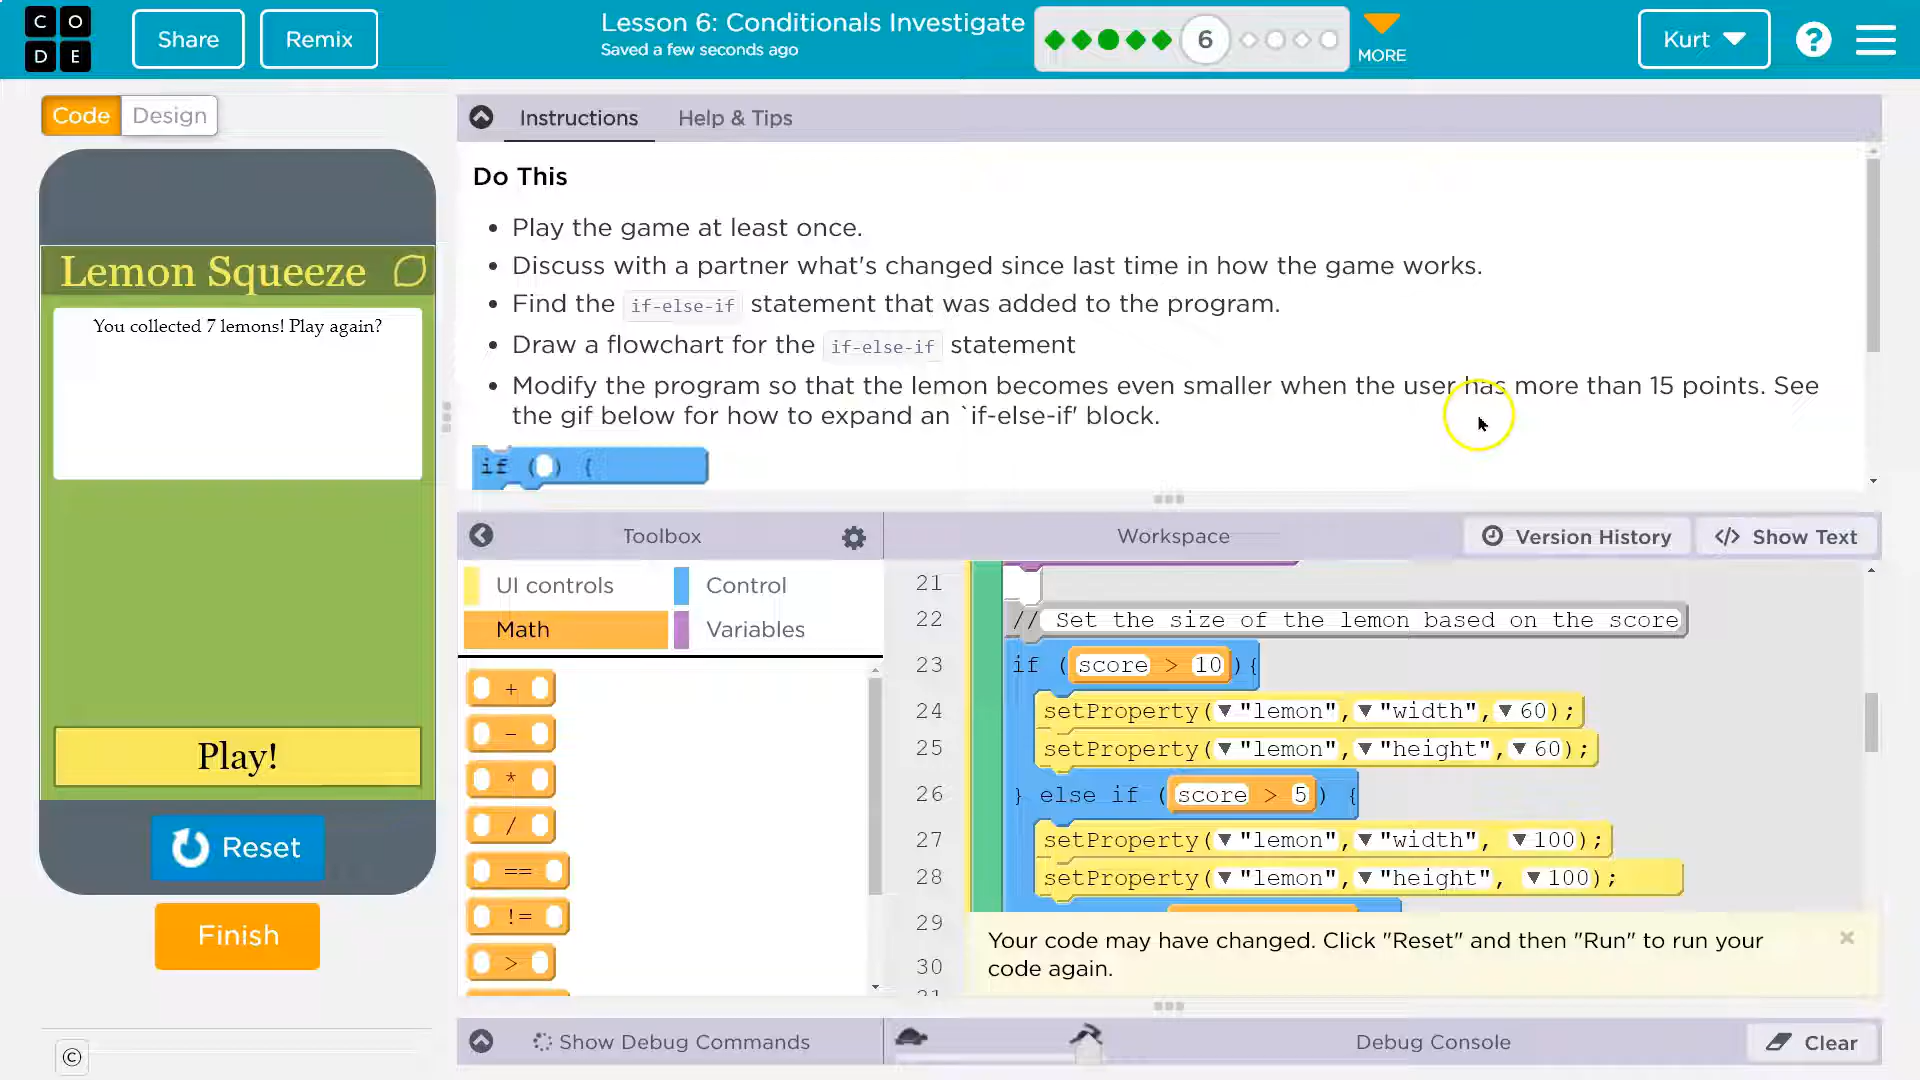 C O D E
Share
Remix
Lesson 6: Conditionals Investigate
Saved a few seconds ago
6
MORE
Kurt
?
Code
Design
Instructions
Help & Tips
Do This
Play the game at least once.
Discuss with a partner what's changed since last time in how the game works.
Find the if-else-if statement that was added to the program.
Draw a flowchart for the if-else-if statement
Modify the program so that the lemon becomes even smaller when the user has more than 15 points. See
the gif below for how to expand an `if-else-if' block.
if ( ) {
Lemon Squeeze
You collected 7 lemons! Play again?
Play!
Reset
Finish
©
Toolbox
Workspace
Version History
</> Show Text
UI controls
Control
Math
Variables
+
-
*
/
==
!=
>
21
22 // Set the size of the lemon based on the score
23 if (score > 10){
24 setProperty("lemon", "width", 60);
25 setProperty("lemon", "height", 60);
26 } else if (score > 5) {
27 setProperty("lemon", "width", 100);
28 setProperty("lemon", "height", 100);
29
30
31
Your code may have changed. Click "Reset" and then "Run" to run your
code again.
×
Show Debug Commands
Debug Console
Clear